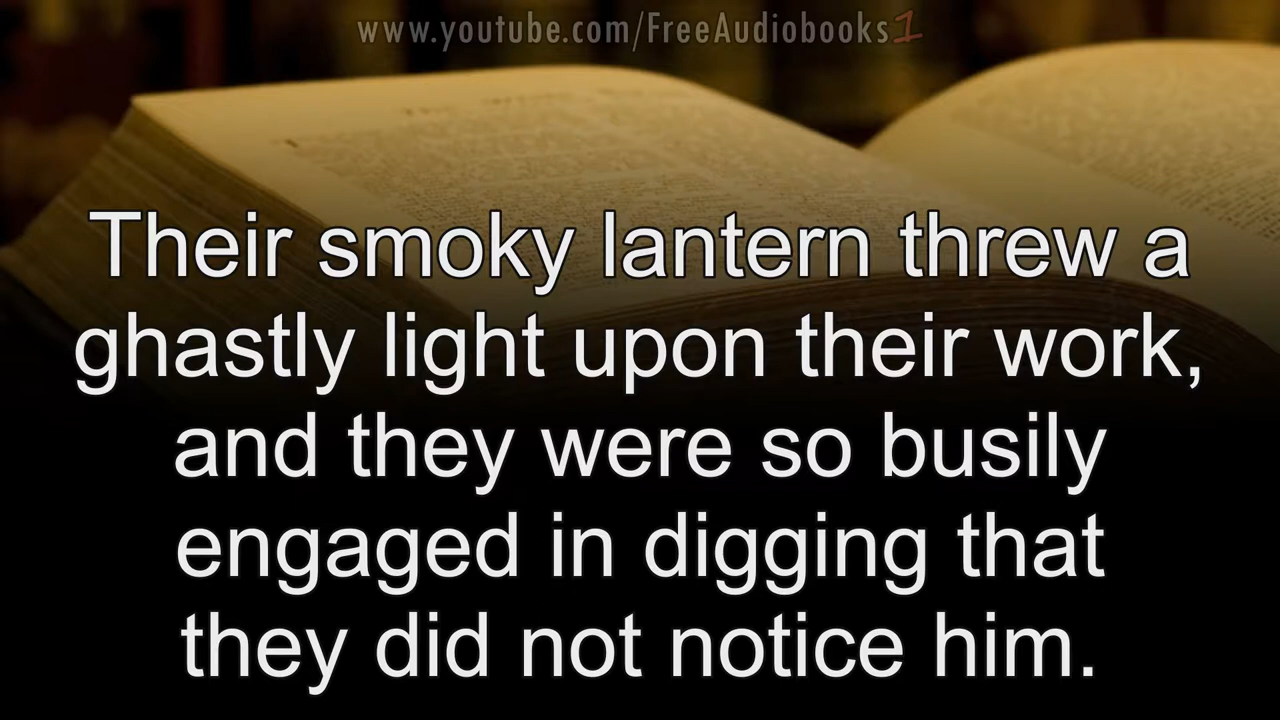 www.youtube.com/FreeAudiobooks1
Their smoky lantern threw a
ghastly light upon their work,
and they were so busily
engaged in digging that
they did not notice him.